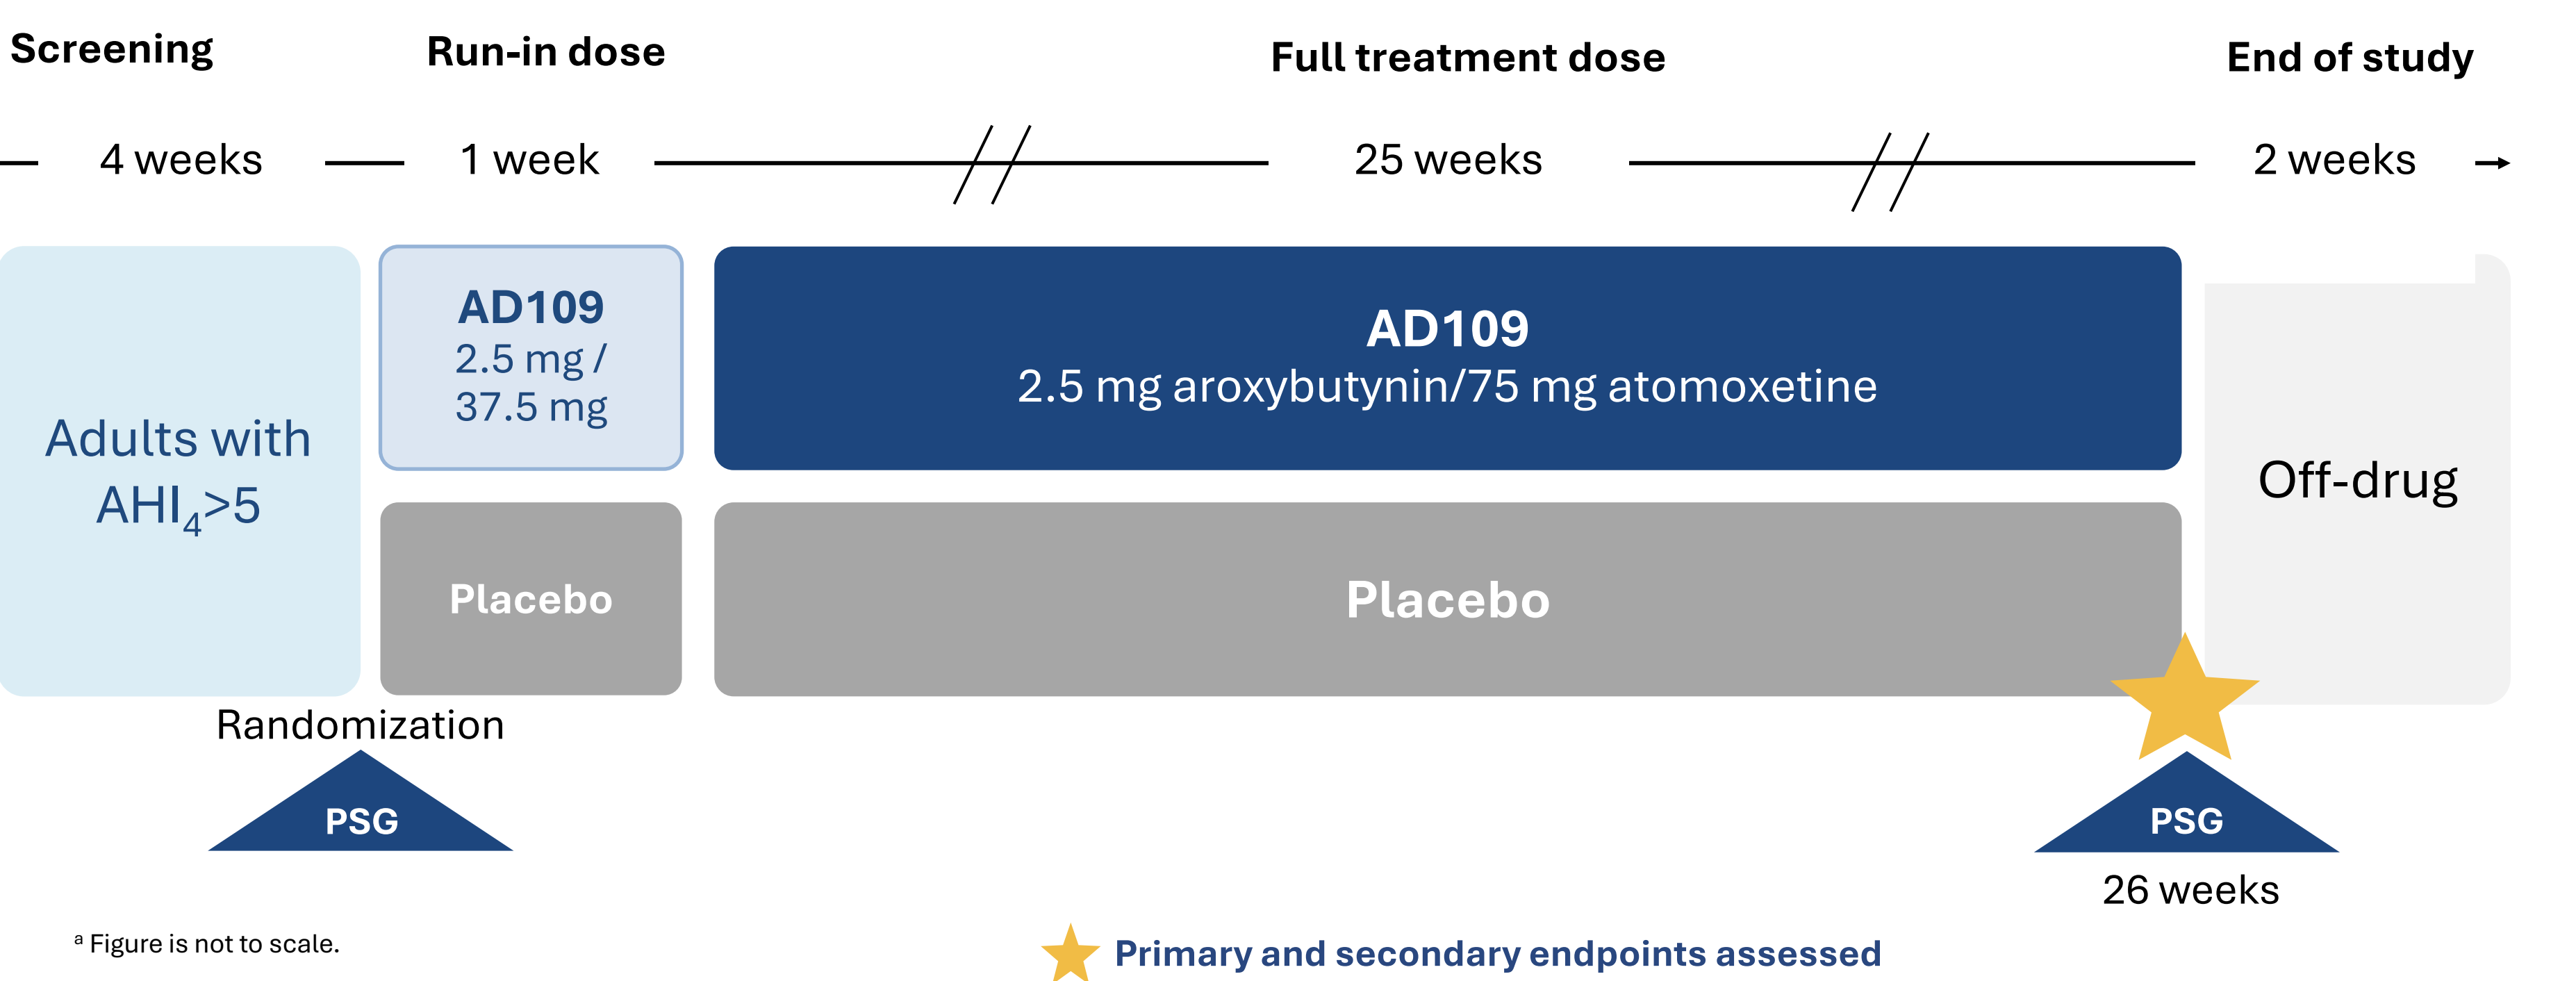 Screening
Run-in dose
Full treatment dose
End of study
4 weeks
1 week
25 weeks
2 weeks
Adults with
AHI₄>5
AD109
2.5 mg /
37.5 mg
AD109
2.5 mg aroxybutynin/75 mg atomoxetine
Placebo
Placebo
Off-drug
Randomization
PSG
PSG
26 weeks
ᵃ Figure is not to scale.
Primary and secondary endpoints assessed